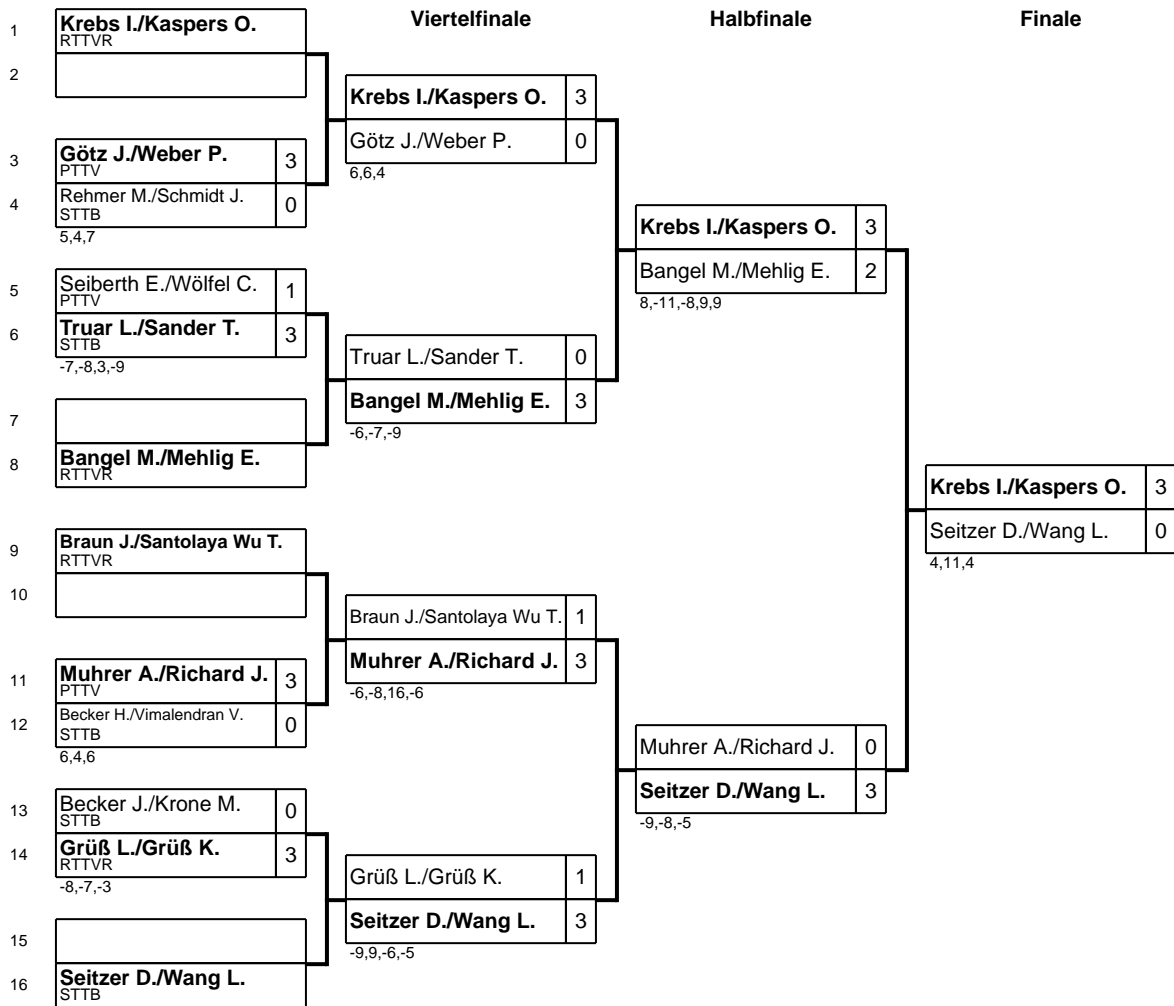 Viertelfinale
Halbfinale
Finale
1
Krebs I./Kaspers O.
RTTVR
2
3
Götz J./Weber P.
PTTV
3
4
Rehmer M./Schmidt J.
STTB
0
5,4,7
5
Seiberth E./Wölfel C.
PTTV
1
6
Truar L./Sander T.
STTB
3
-7,-8,3,-9
7
8
Bangel M./Mehlig E.
RTTVR
9
Braun J./Santolaya Wu T.
RTTVR
10
11
Muhrer A./Richard J.
PTTV
3
12
Becker H./Vimalendran V.
STTB
0
6,4,6
13
Becker J./Krone M.
STTB
0
14
Grüß L./Grüß K.
RTTVR
3
-8,-7,-3
15
16
Seitzer D./Wang L.
STTB
Krebs I./Kaspers O. 3
Götz J./Weber P. 0
6,6,4
Truar L./Sander T. 0
Bangel M./Mehlig E. 3
-6,-7,-9
Braun J./Santolaya Wu T. 1
Muhrer A./Richard J. 3
-6,-8,16,-6
Grüß L./Grüß K. 1
Seitzer D./Wang L. 3
-9,9,-6,-5
Krebs I./Kaspers O. 3
Bangel M./Mehlig E. 2
8,-11,-8,9,9
Muhrer A./Richard J. 0
Seitzer D./Wang L. 3
-9,-8,-5
Krebs I./Kaspers O. 3
Seitzer D./Wang L. 0
4,11,4